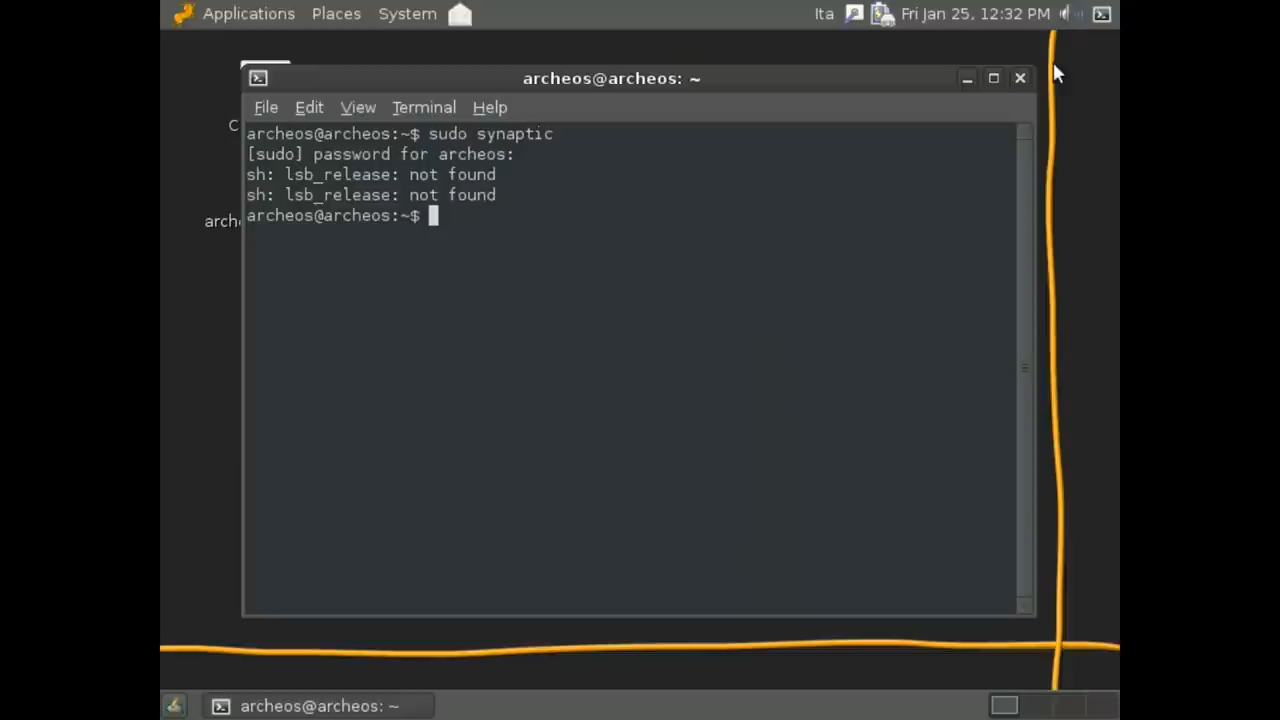 Applications Places System Ita Fri Jan 25, 12:32 PM
archeos@archeos: ~
File Edit View Terminal Help
archeos@archeos:~$ sudo synaptic
[sudo] password for archeos:
sh: lsb_release: not found
sh: lsb_release: not found
archeos@archeos:~$
C
arche
archeos@archeos: ~